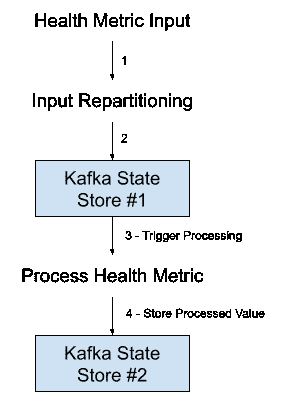 Health Metric Input
1
Input Repartitioning
2
Kafka State
Store #1
3 - Trigger Processing
Process Health Metric
4 - Store Processed Value
Kafka State
Store #2